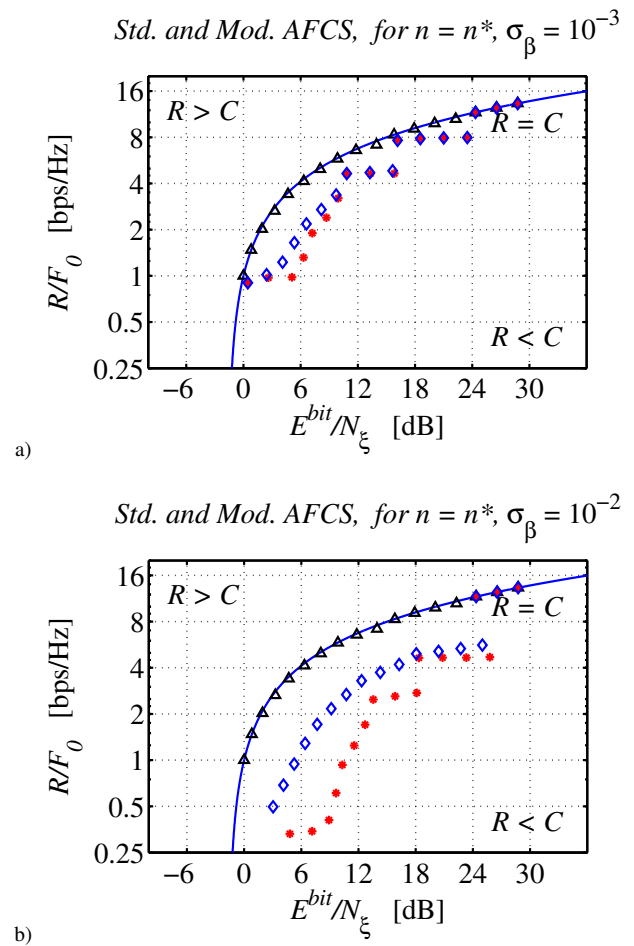 Std. and Mod. AFCS, for n = n*, σβ = 10⁻³
16
8
4
2
1
0.5
0.25
R/F0 [bps/Hz]
R > C
R = C
R < C
−6 0 6 12 18 24 30
E^bit/Nξ [dB]
a)
Std. and Mod. AFCS, for n = n*, σβ = 10⁻²
16
8
4
2
1
0.5
0.25
R/F0 [bps/Hz]
R > C
R = C
R < C
−6 0 6 12 18 24 30
E^bit/Nξ [dB]
b)